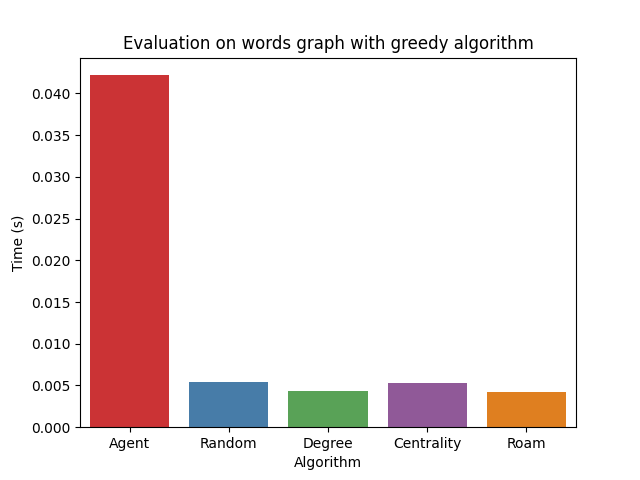 Evaluation on words graph with greedy algorithm
Time (s)
0.040
0.035
0.030
0.025
0.020
0.015
0.010
0.005
0.000
Agent Random Degree Centrality Roam
Algorithm